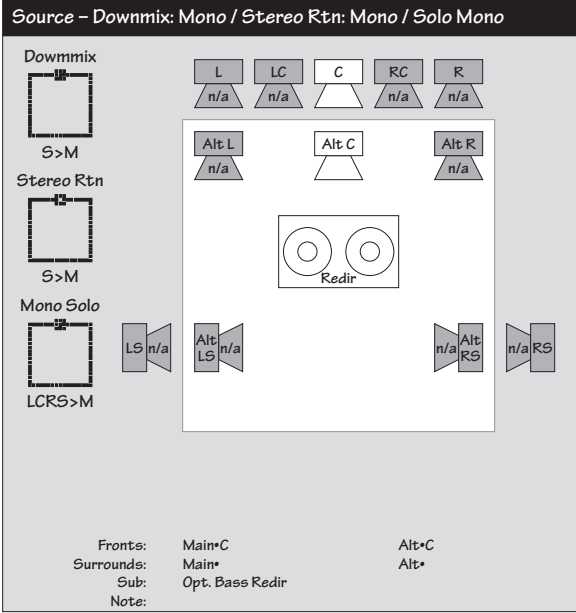 Source – Downmix: Mono / Stereo Rtn: Mono / Solo Mono
Dowmmix
S>M
Stereo Rtn
S>M
Mono Solo
LCRS>M
L LC C RC R
n/a n/a n/a n/a
Alt L Alt C Alt R
n/a n/a
Redir
LS n/a Alt LS n/a n/a Alt RS n/a RS
Fronts: Main•C Alt•C
Surrounds: Main• Alt•
Sub: Opt. Bass Redir
Note: